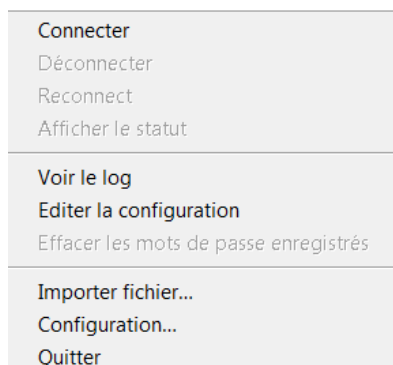 Connecter
Déconnecter
Reconnect
Afficher le statut
Voir le log
Editer la configuration
Effacer les mots de passe enregistrés
Importer fichier...
Configuration...
Quitter